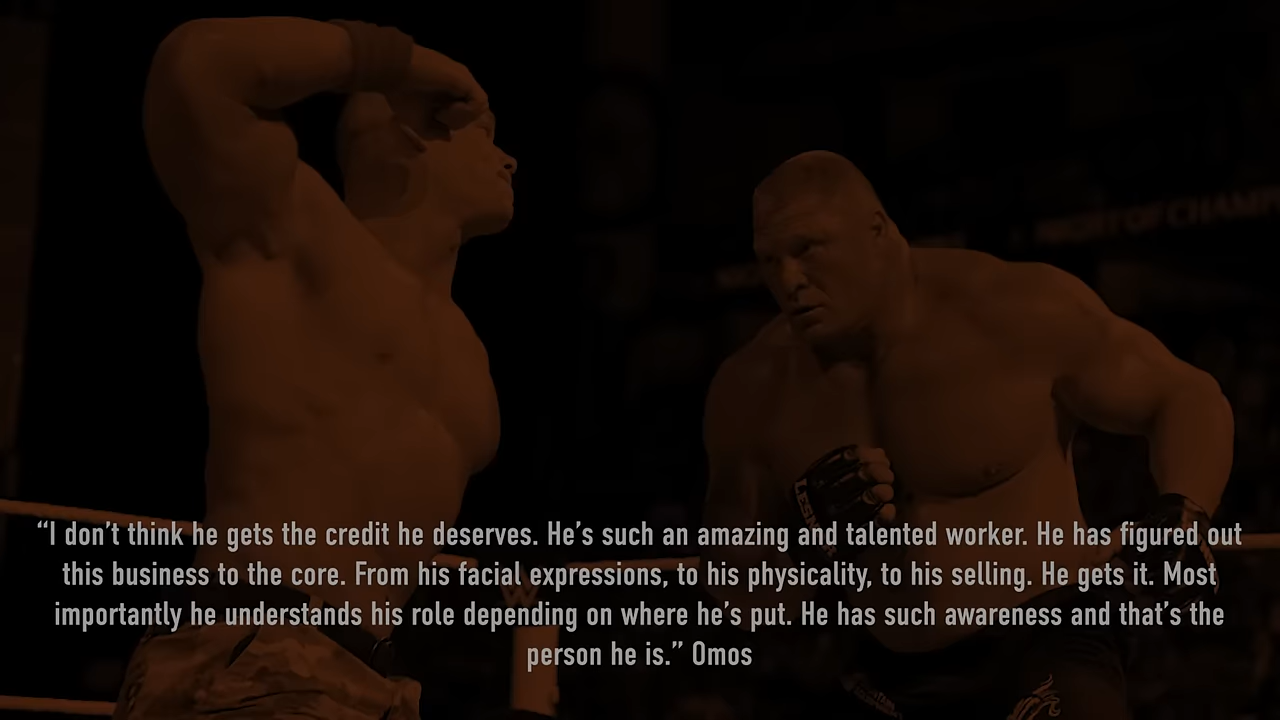 NIGHT OF CHAMP
“I don’t think he gets the credit he deserves. He’s such an amazing and talented worker. He has figured out
this business to the core. From his facial expressions, to his physicality, to his selling. He gets it. Most
importantly he understands his role depending on where he’s put. He has such awareness and that’s the
person he is.” Omos